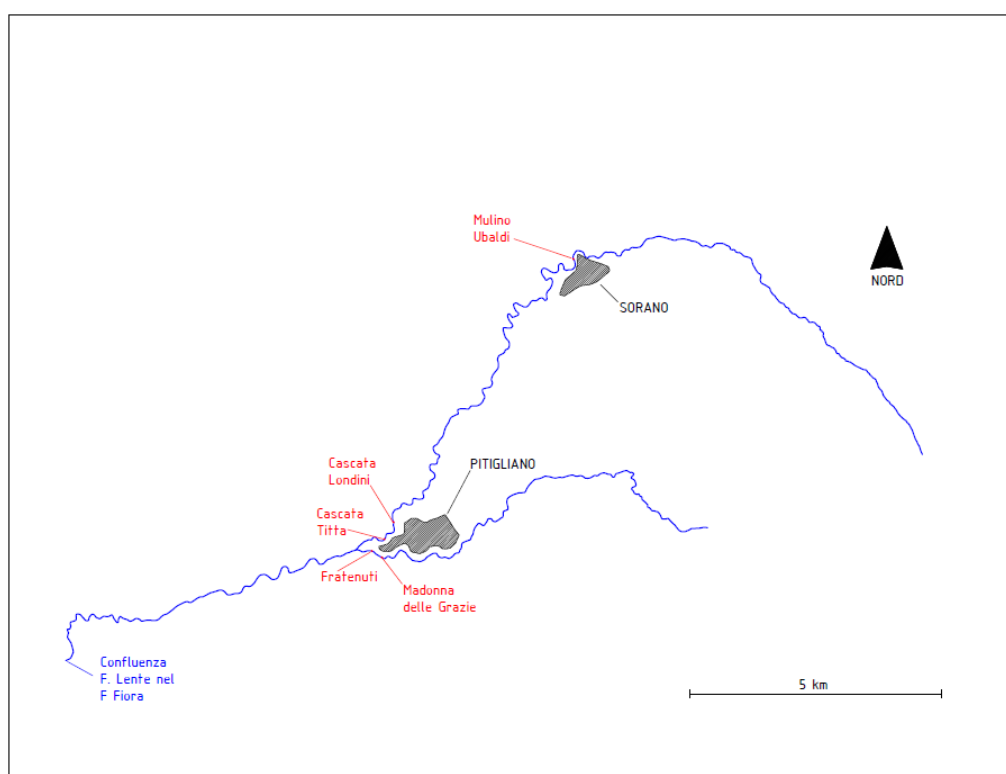 Mulino
Ubaldi
NORD
SORANO
Cascata
Londini
PITIGLIANO
Cascata
Titta
Fratenuti
Madonna
delle Grazie
Confluenza
F. Lente nel
F Fiora
5 km